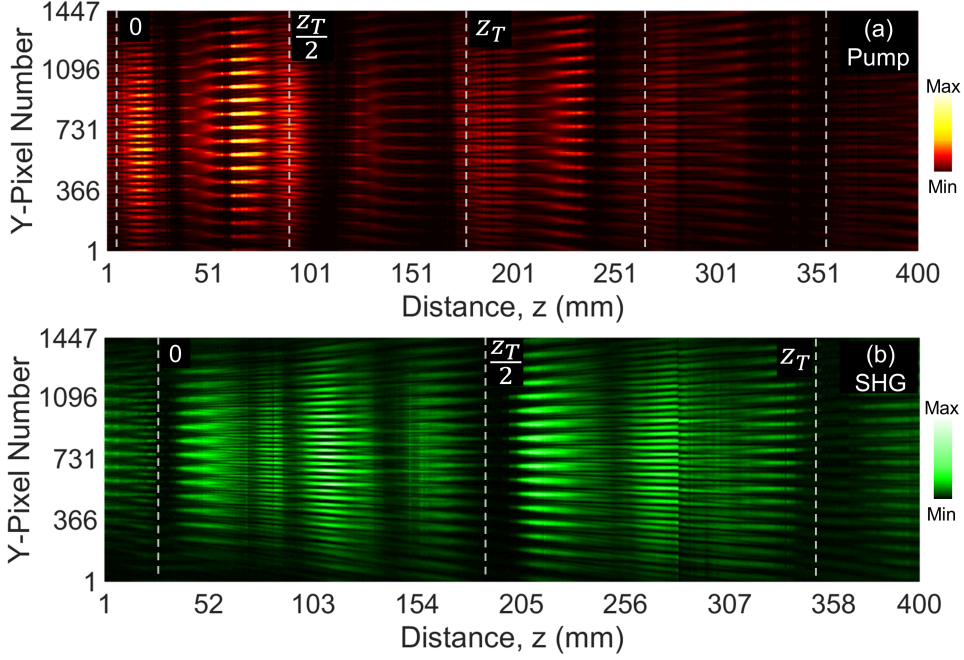 1447
1096
731
366
1
Y-Pixel Number
0
z_T/2
z_T
(a)
Pump
Max
Min
1 51 101 151 201 251 301 351 400
Distance, z (mm)
1447
1096
731
366
1
Y-Pixel Number
0
z_T/2
z_T
(b)
SHG
Max
Min
1 52 103 154 205 256 307 358 400
Distance, z (mm)